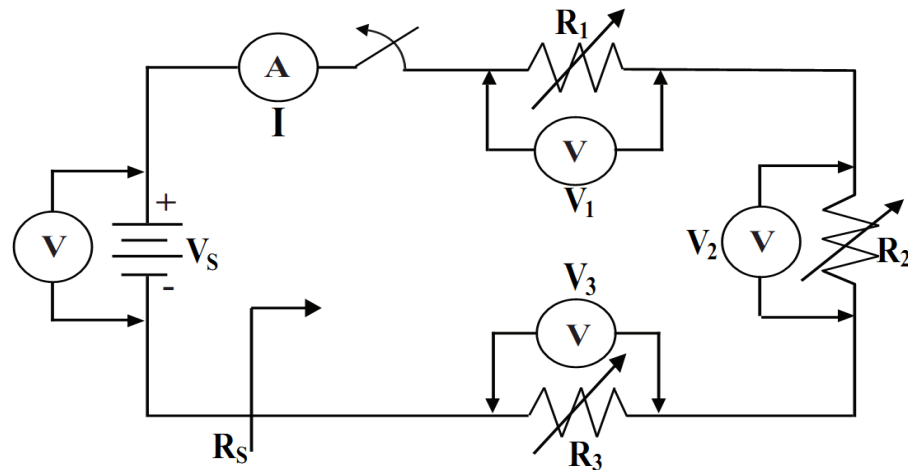 R₁
A
I
V
V₁
+
V
Vₛ
-
V₂
V
R₂
V₃
V
Rₛ
R₃